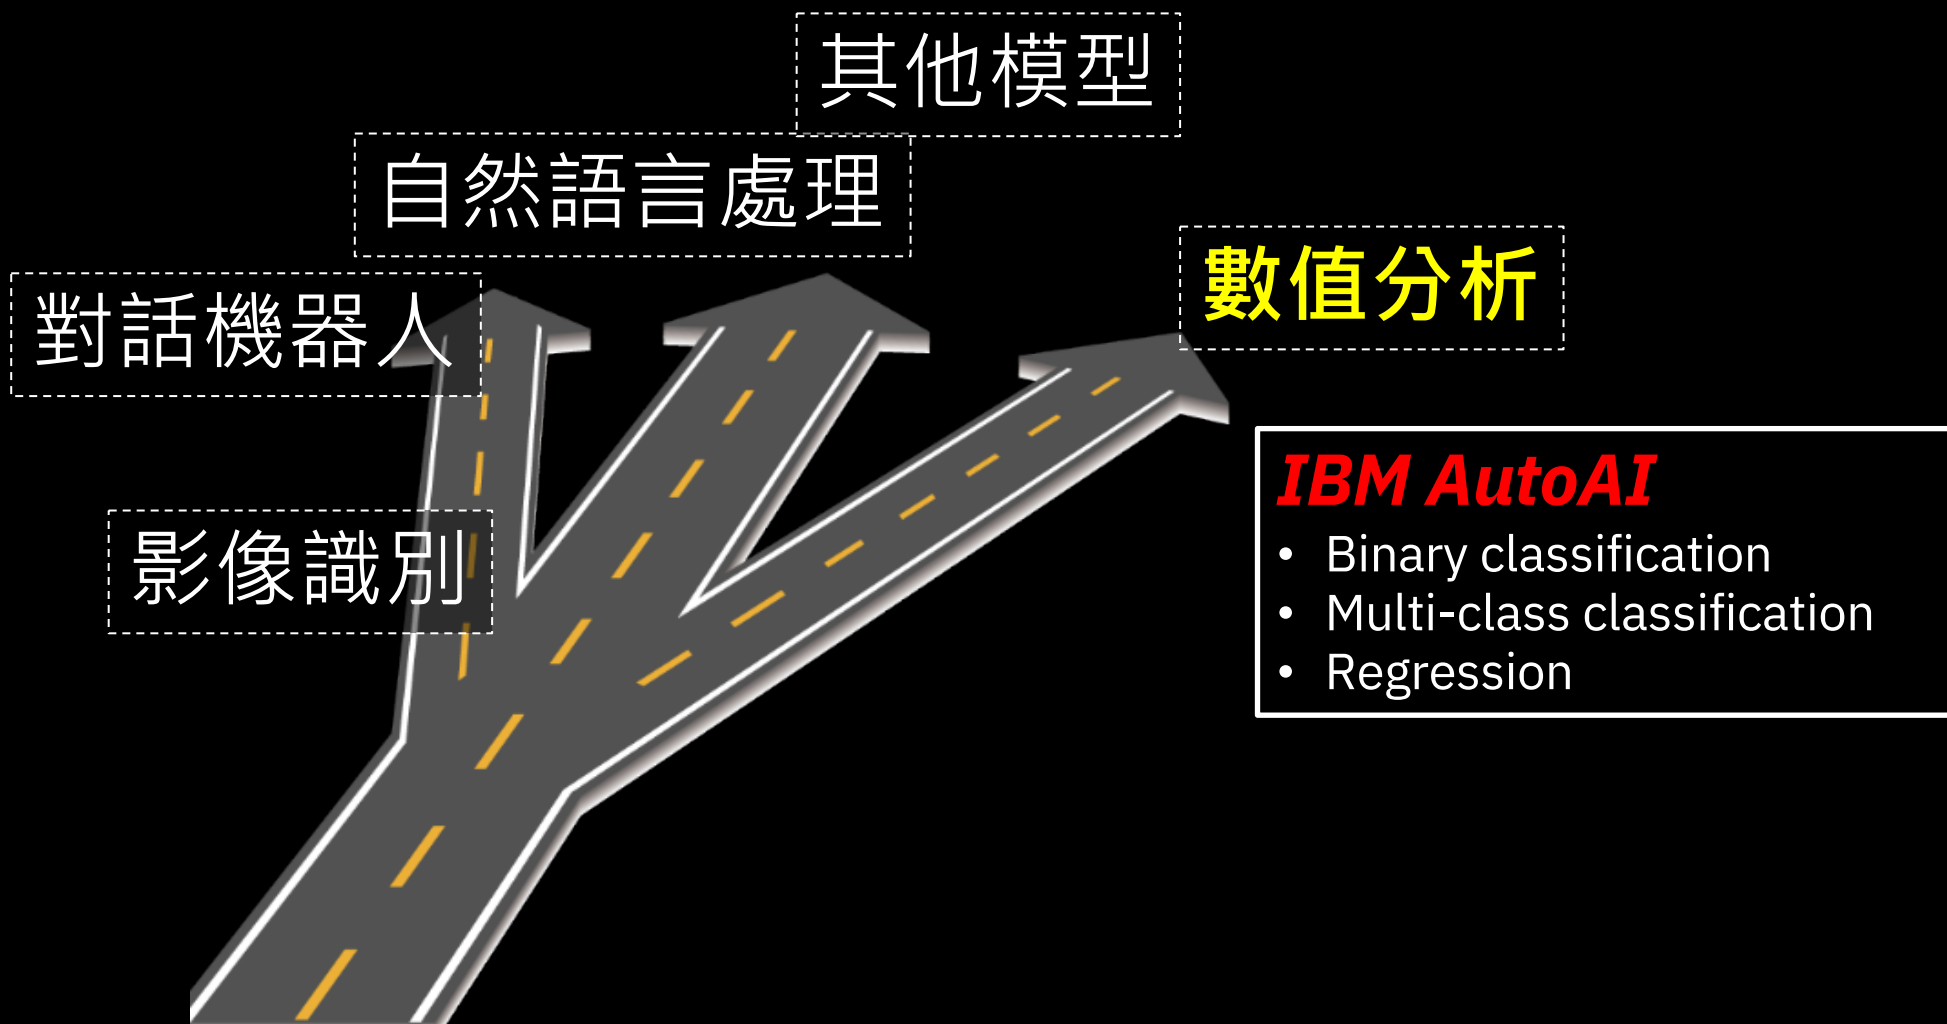 其他模型
自然語言處理
數值分析
對話機器人
影像識別
IBM AutoAI
• Binary classification
• Multi-class classification
• Regression